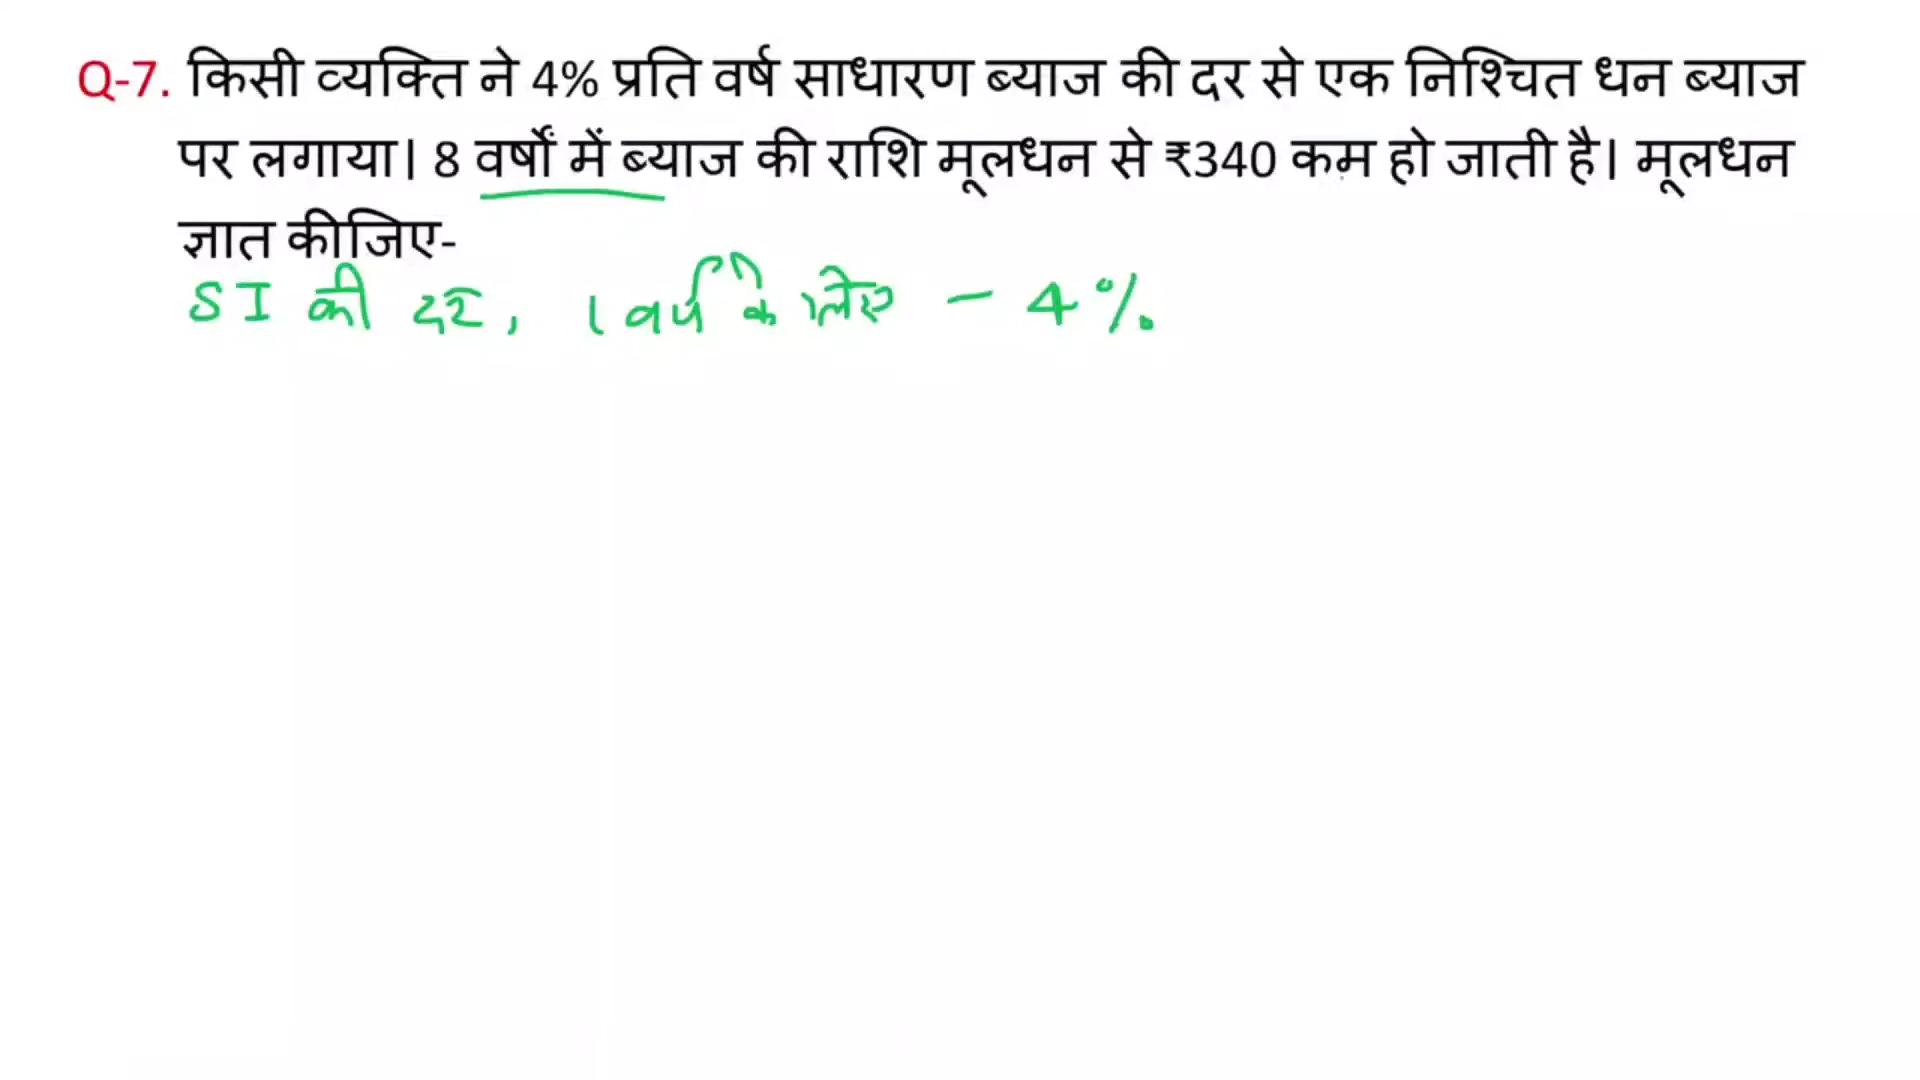 Q-7. किसी व्यक्ति ने 4% प्रति वर्ष साधारण ब्याज की दर से एक निश्चित धन ब्याज
पर लगाया। 8 वर्षों में ब्याज की राशि मूलधन से ₹340 कम हो जाती है। मूलधन
ज्ञात कीजिए-
SI की दर, 1 वर्ष के लिए - 4%